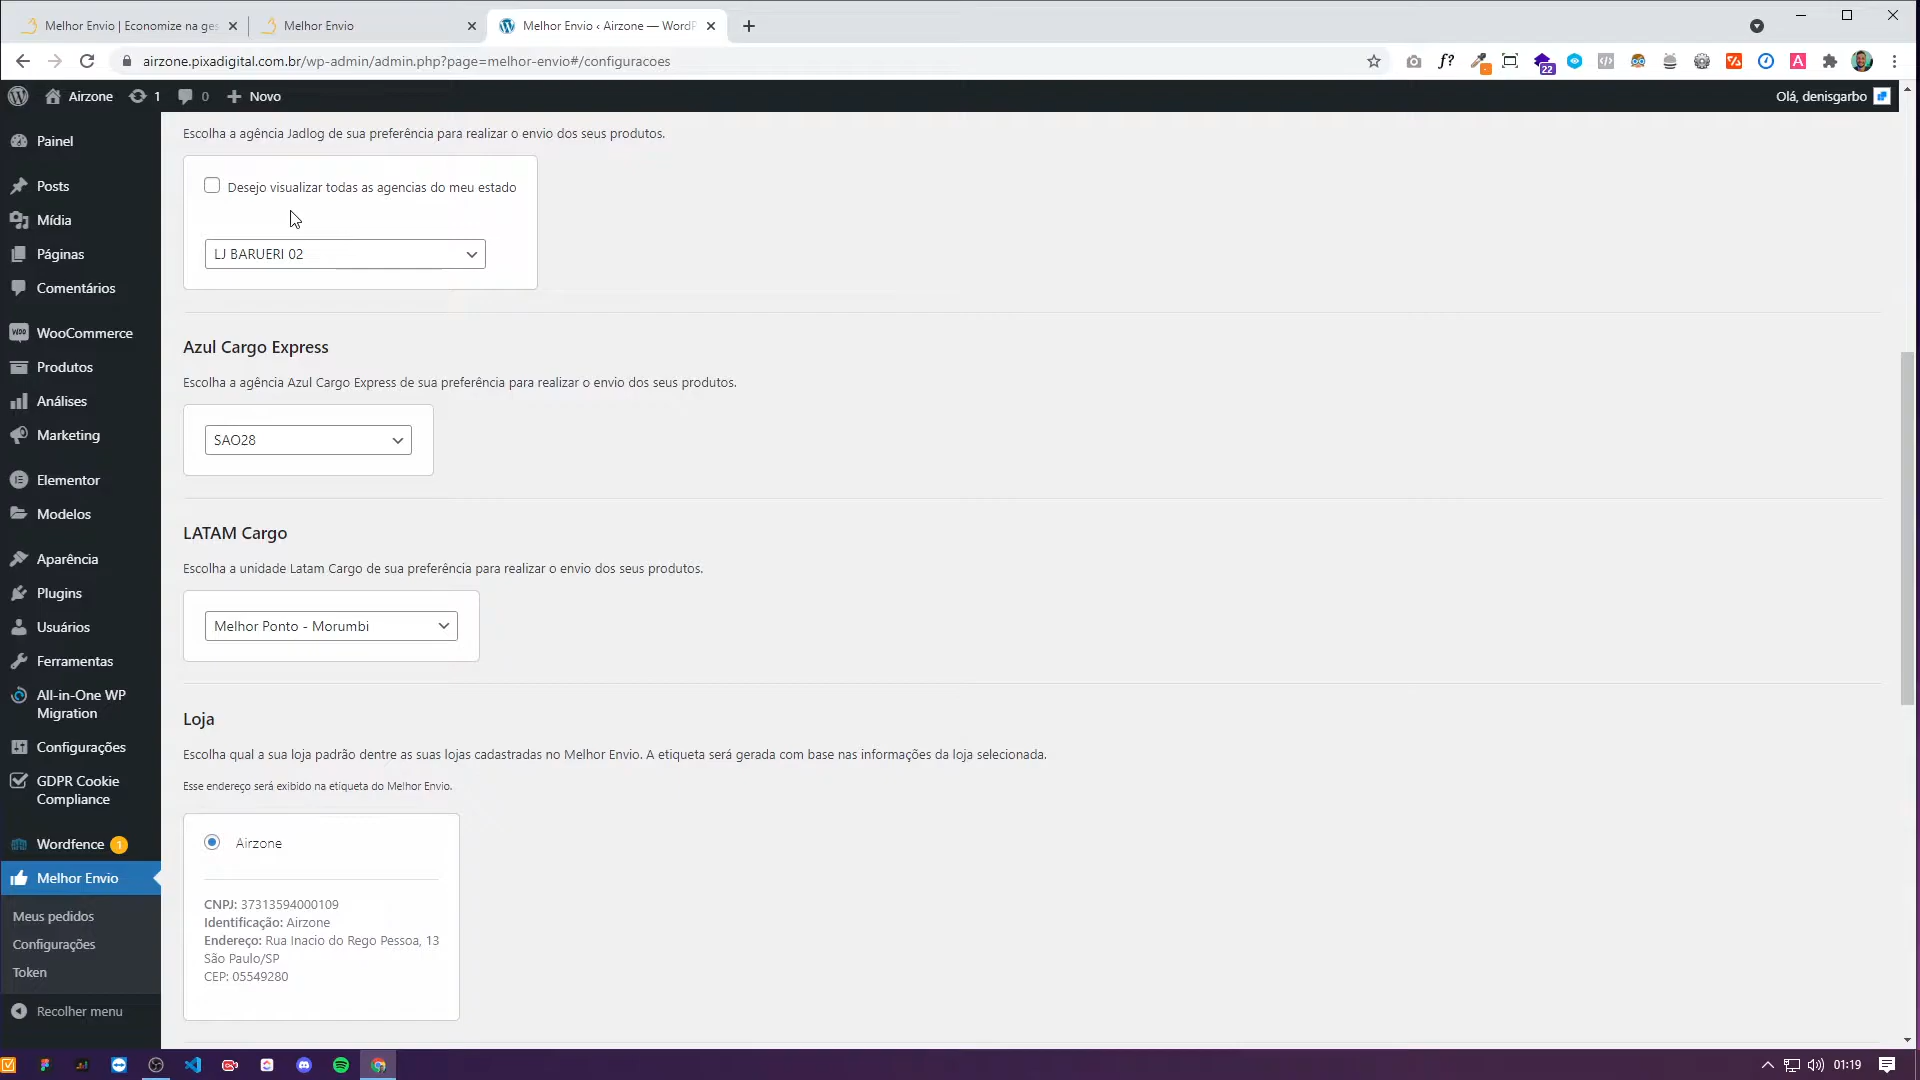 Melhor Envio | Economize na ges
Melhor Envio
Melhor Envio ‹ Airzone — WordP
airzone.pixadigital.com.br/wp-admin/admin.php?page=melhor-envio#/configuracoes
f?
22
A
Airzone
1
0
Novo
Olá, denisgarbo
Painel
Posts
Mídia
Páginas
Comentários
WooCommerce
Produtos
Análises
Marketing
Elementor
Modelos
Aparência
Plugins
Usuários
Ferramentas
All-in-One WP
Migration
Configurações
GDPR Cookie
Compliance
Wordfence 1
Melhor Envio
Meus pedidos
Configurações
Token
Recolher menu
Escolha a agência Jadlog de sua preferência para realizar o envio dos seus produtos.
Desejo visualizar todas as agencias do meu estado
LJ BARUERI 02
Azul Cargo Express
Escolha a agência Azul Cargo Express de sua preferência para realizar o envio dos seus produtos.
SAO28
LATAM Cargo
Escolha a unidade Latam Cargo de sua preferência para realizar o envio dos seus produtos.
Melhor Ponto - Morumbi
Loja
Escolha qual a sua loja padrão dentre as suas lojas cadastradas no Melhor Envio. A etiqueta será gerada com base nas informações da loja selecionada.
Esse endereço será exibido na etiqueta do Melhor Envio.
Airzone
CNPJ: 37313594000109
Identificação: Airzone
Endereço: Rua Inacio do Rego Pessoa, 13
São Paulo/SP
CEP: 05549280
01:19